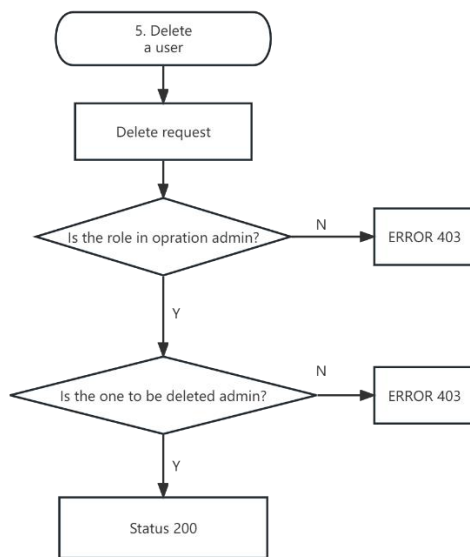 5. Delete
a user
Delete request
Is the role in opration admin?
N
ERROR 403
Y
Is the one to be deleted admin?
N
ERROR 403
Y
Status 200